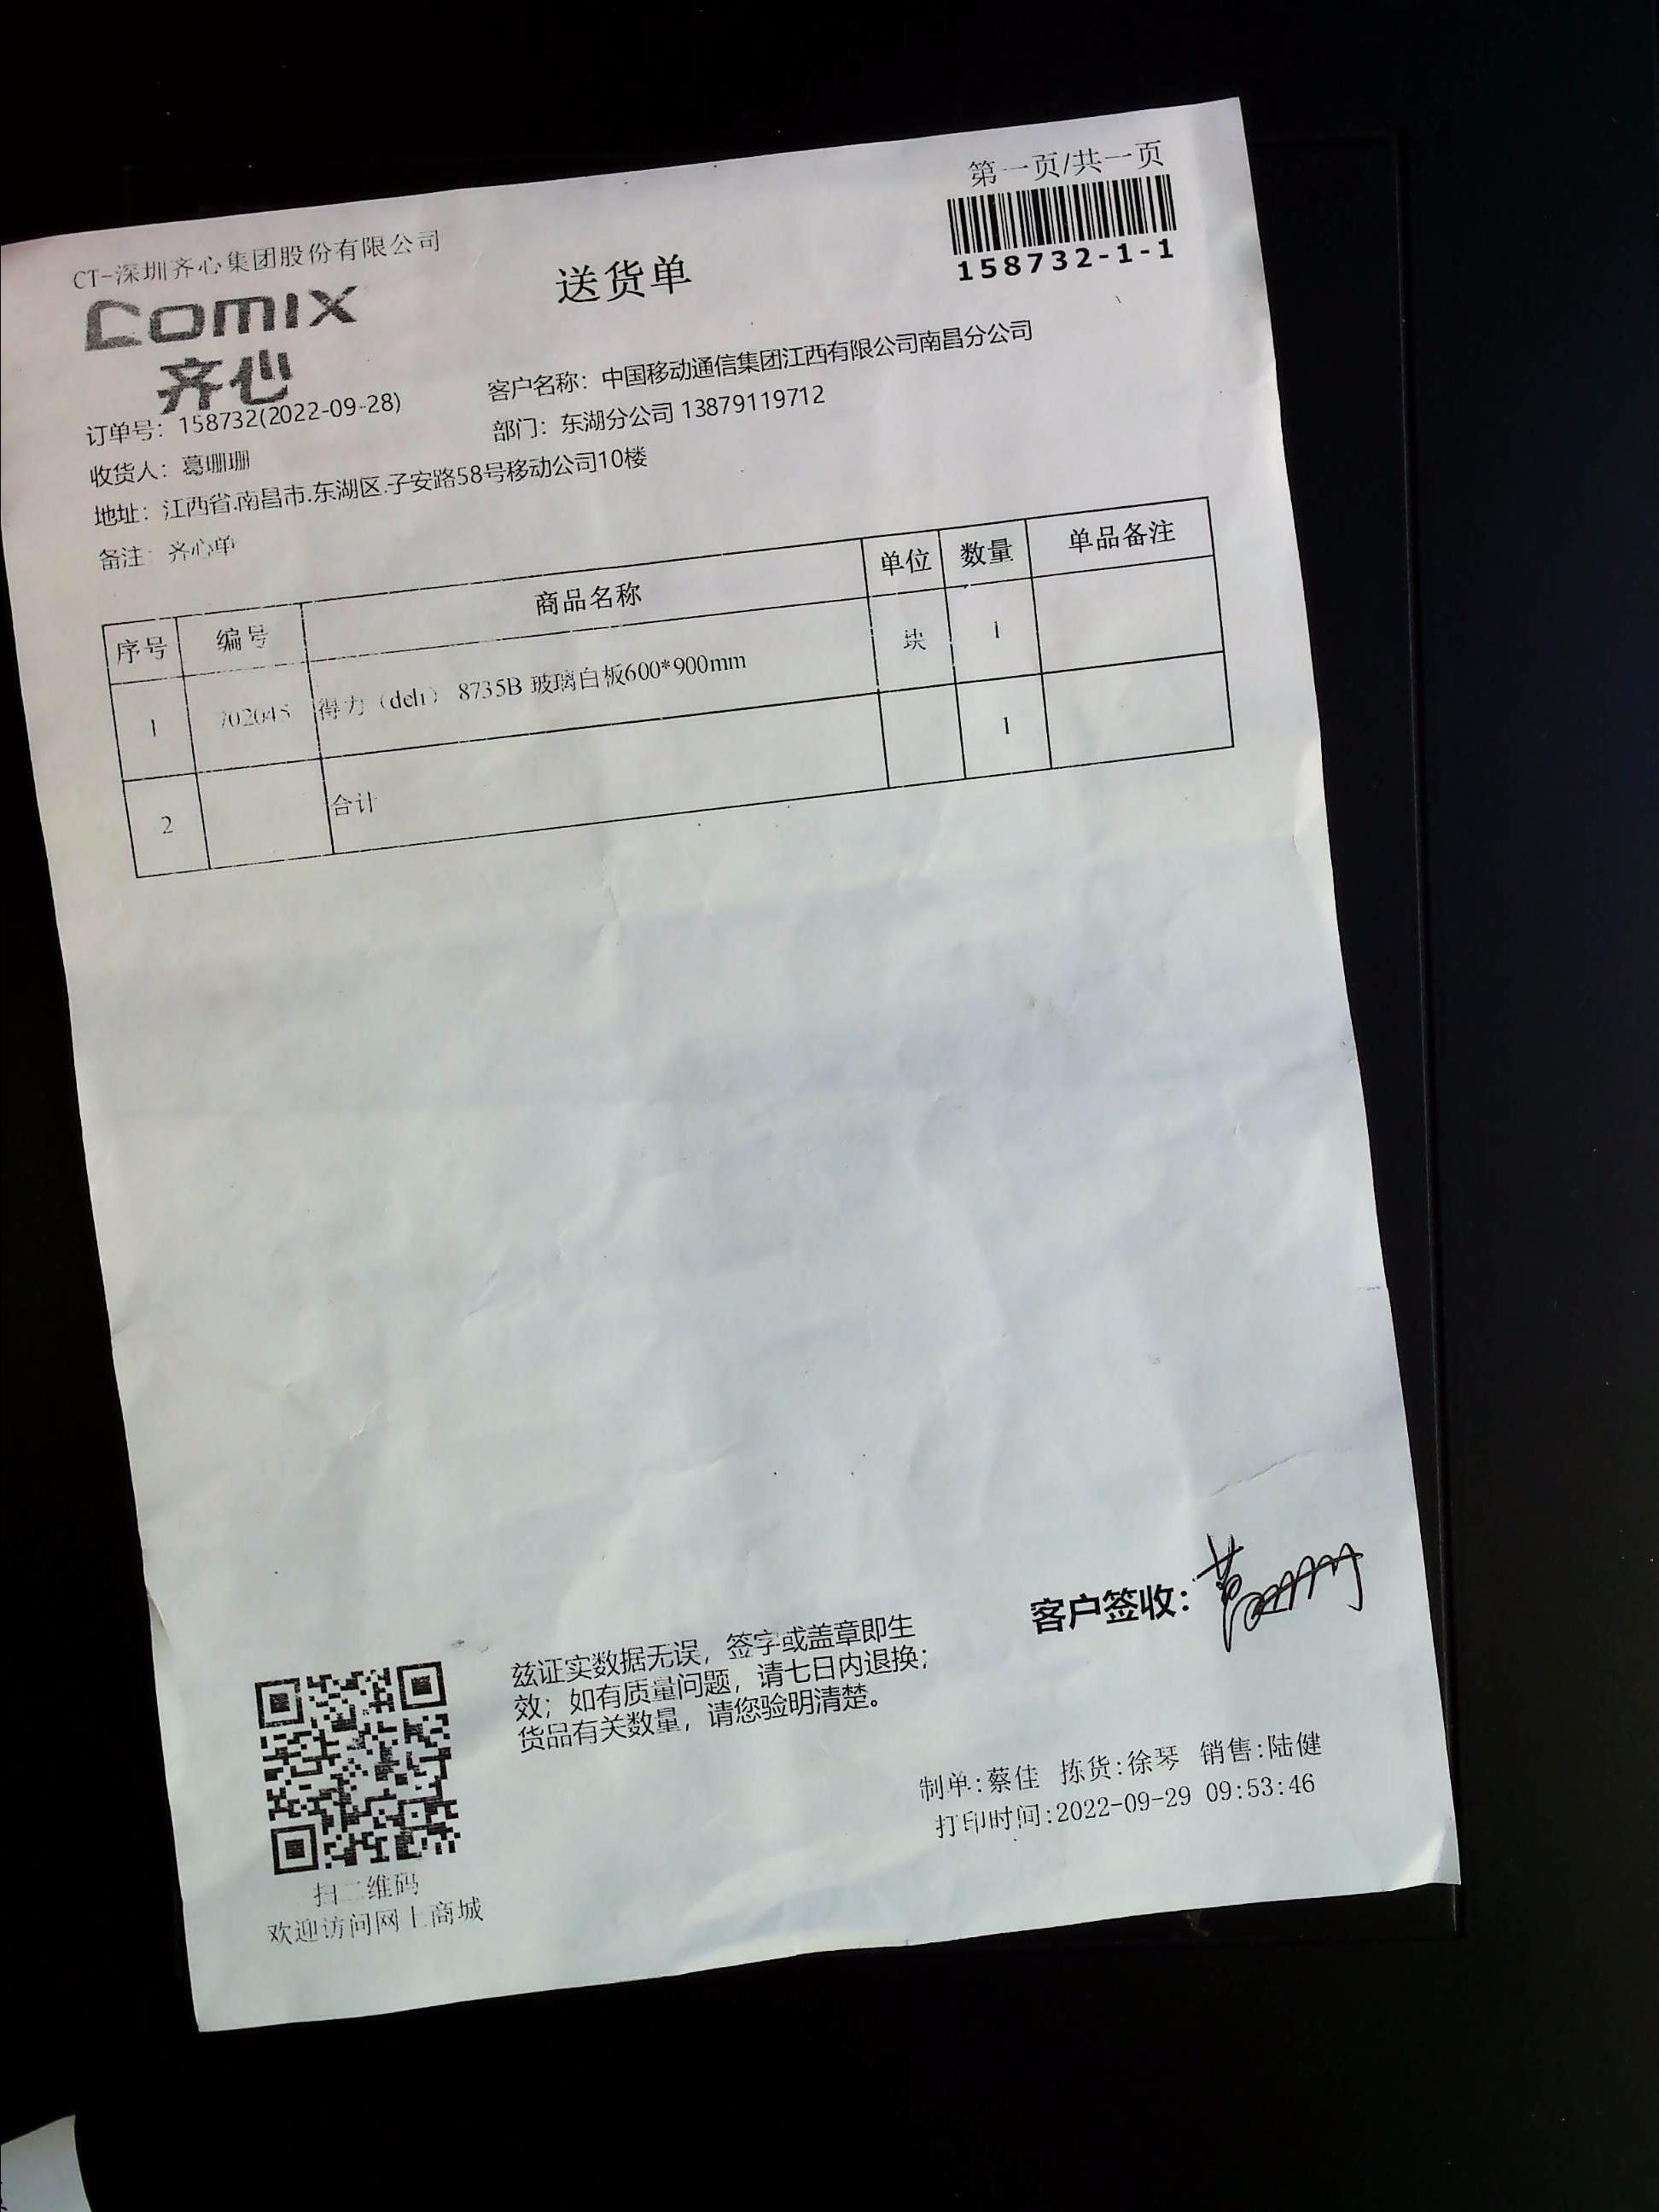 第一页/共一页
158732-1-1
CT-深圳齐心集团股份有限公司
COMIX
齐心
送货单
订单号：158732(2022-09-28)
客户名称：中国移动通信集团江西有限公司南昌分公司
收货人：葛珊珊
部门：东湖分公司 13879119712
地址：江西省.南昌市.东湖区.子安路58号移动公司10楼
备注：齐心单
序号 编号 商品名称 单位 数量 单品备注
1 702045 得力（deli） 8735B 玻璃白板600*900mm 块 1
2 合计 1
客户签收：葛珊珊
兹证实数据无误，签字或盖章即生
效；如有质量问题，请七日内退换；
货品有关数量，请您验明清楚。
制单:蔡佳 拣货:徐琴 销售:陆健
打印时间:2022-09-29 09:53:46
扫二维码
欢迎访问网上商城